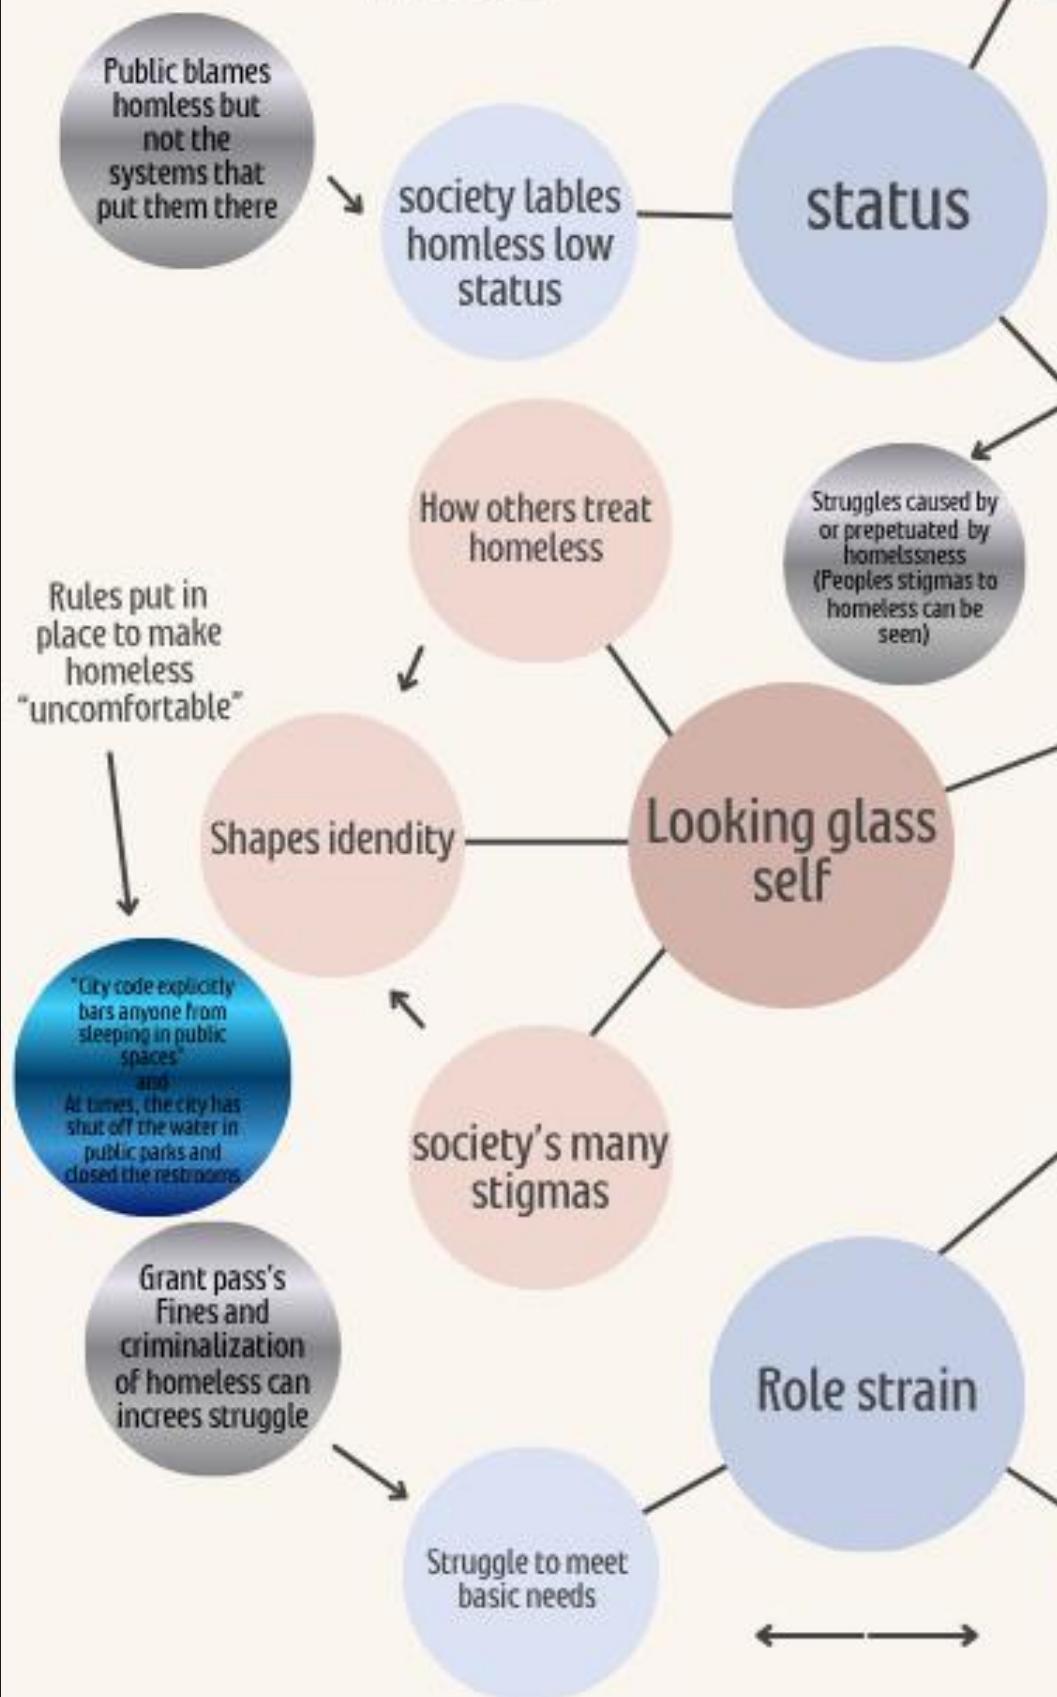 Public blames
homless but
not the
systems that
put them there
society lables
homless low
status
status
How others treat
homeless
Struggles caused by
or prepetuated by
homelssness
(Peoples stigmas to
homeless can be
seen)
Rules put in
place to make
homeless
“uncomfortable”
Shapes idendity
Looking glass
self
"City code explicitly
bars anyone from
sleeping in public
spaces"
and
At times, the city has
shut off the water in
public parks and
closed the restrooms
society’s many
stigmas
Grant pass’s
Fines and
criminalization
of homeless can
increes struggle
Role strain
Struggle to meet
basic needs